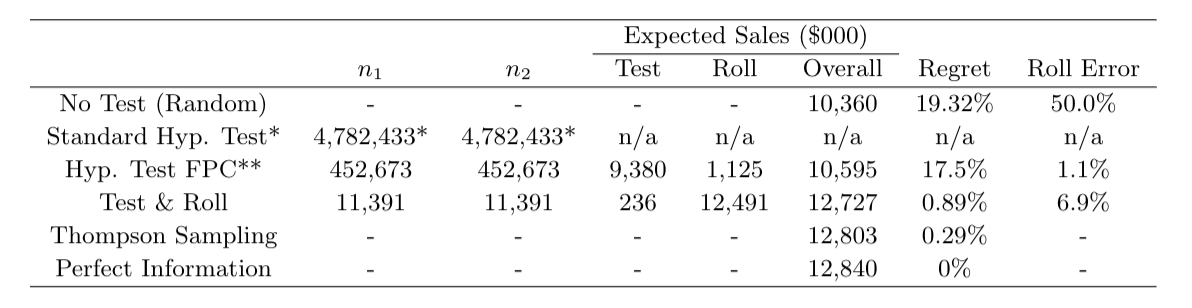 Expected Sales ($000)
n1 n2 Test Roll Overall Regret Roll Error
No Test (Random) - - - - 10,360 19.32% 50.0%
Standard Hyp. Test* 4,782,433* 4,782,433* n/a n/a n/a n/a n/a
Hyp. Test FPC** 452,673 452,673 9,380 1,125 10,595 17.5% 1.1%
Test & Roll 11,391 11,391 236 12,491 12,727 0.89% 6.9%
Thompson Sampling - - - - 12,803 0.29% -
Perfect Information - - - - 12,840 0% -